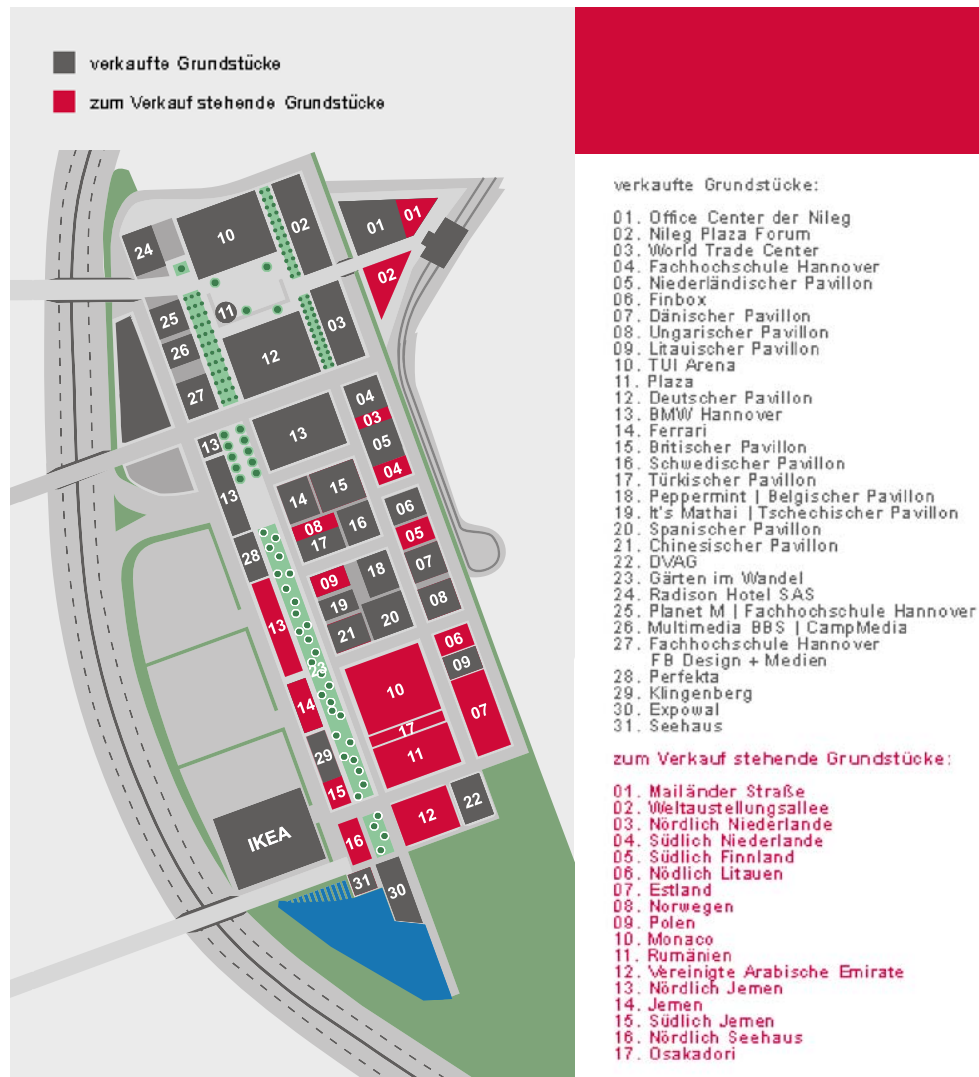 verkaufte Grundstücke
zum Verkauf stehende Grundstücke
24
10
02
01
01
02
25
11
03
26
12
27
04
03
13
13
05
04
13
14
15
06
08
16
05
17
28
18
07
09
19
08
20
21
13
06
23
09
10
14
07
17
11
29
15
22
12
16
IKEA
31
30
verkaufte Grundstücke:
01. Office Center der Nileg
02. Nileg Plaza Forum
03. World Trade Center
04. Fachhochschule Hannover
05. Niederländischer Pavillon
06. Finbox
07. Dänischer Pavillon
08. Ungarischer Pavillon
09. Litauischer Pavillon
10. TUI Arena
11. Plaza
12. Deutscher Pavillon
13. BMW Hannover
14. Ferrari
15. Britischer Pavillon
16. Schwedischer Pavillon
17. Türkischer Pavillon
18. Peppermint | Belgischer Pavillon
19. It's Mathai | Tschechischer Pavillon
20. Spanischer Pavillon
21. Chinesischer Pavillon
22. DVAG
23. Gärten im Wandel
24. Radison Hotel SAS
25. Planet M | Fachhochschule Hannover
26. Multimedia BBS | CampMedia
27. Fachhochschule Hannover
FB Design + Medien
28. Perfekta
29. Klingenberg
30. Expowal
31. Seehaus
zum Verkauf stehende Grundstücke:
01. Mailänder Straße
02. Weltaustellungsallee
03. Nördlich Niederlande
04. Südlich Niederlande
05. Südlich Finnland
06. Nödlich Litauen
07. Estland
08. Norwegen
09. Polen
10. Monaco
11. Rumänien
12. Vereinigte Arabische Emirate
13. Nördlich Jemen
14. Jemen
15. Südlich Jemen
16. Nördlich Seehaus
17. Osakadori